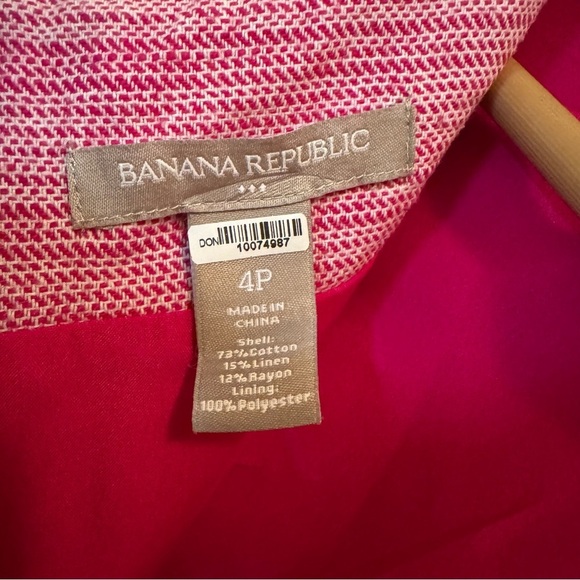 BANANA REPUBLIC
DON
10074987
4P
MADE IN
CHINA
Shell:
73%Cotton
15%Linen
12%Rayon
Lining:
100%Polyester